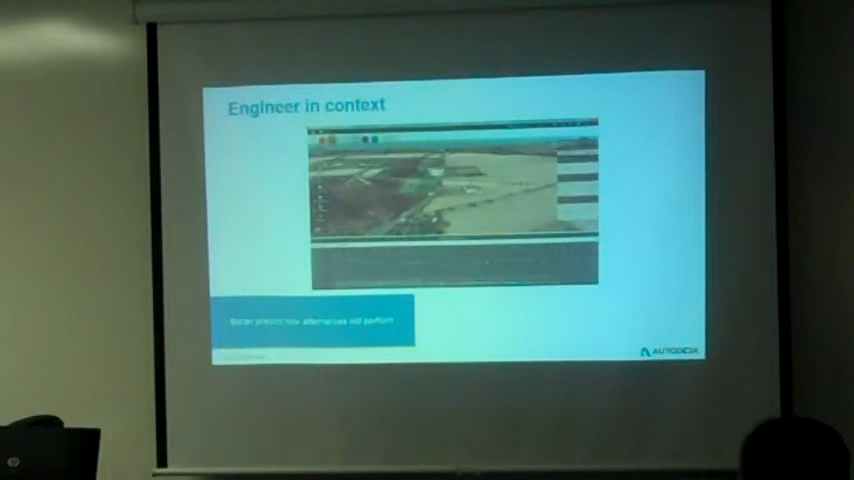 Engineer in context
Better predict how alternatives will perform
AUTODESK